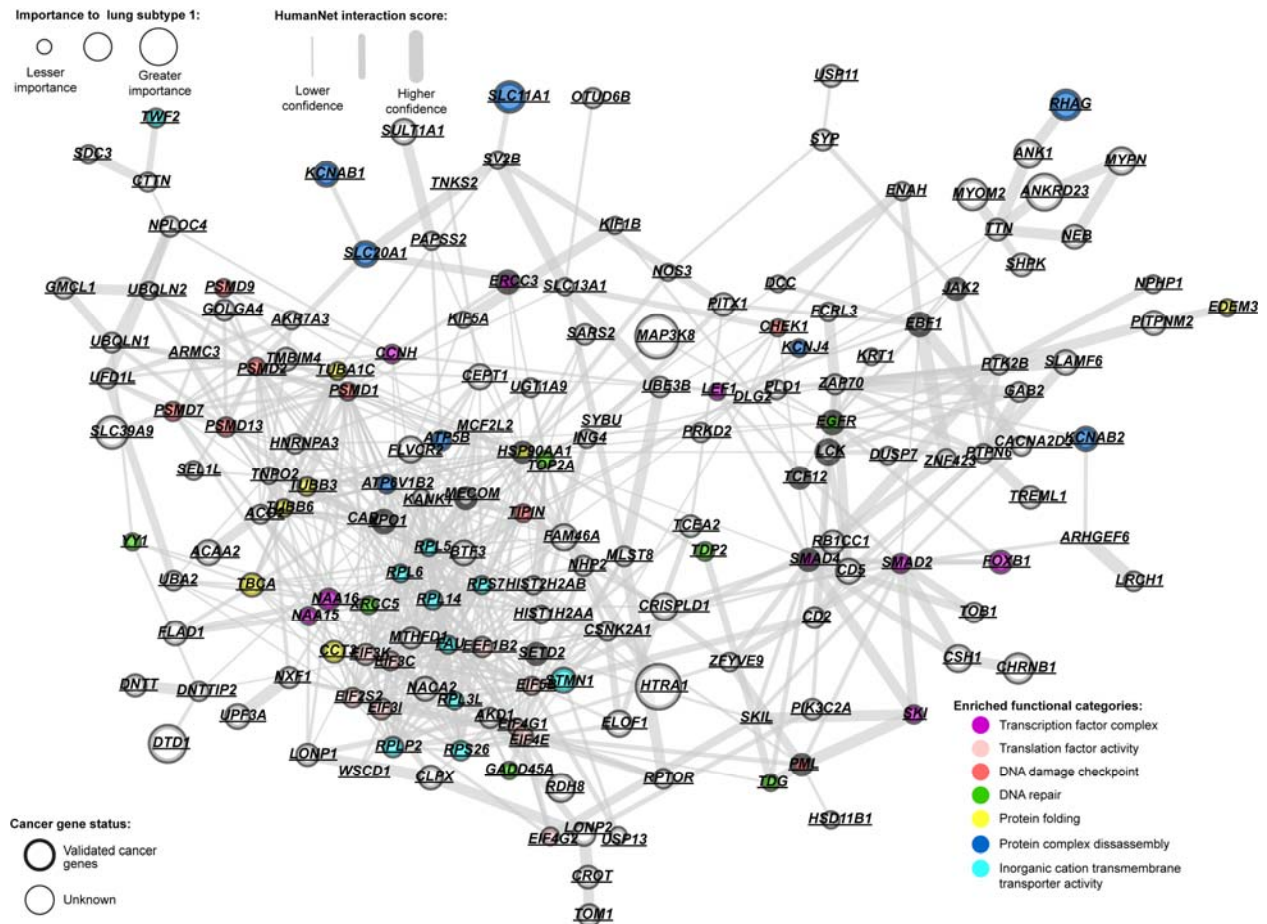 Importance to lung subtype 1:
HumanNet interaction score:
Lesser
importance
Greater
importance
Lower
confidence
Higher
confidence
USP11
SLC11A1
OTUD6B
RHAG
TWF2
SULT1A1
SYP
SDC3
ANK1
MYPN
SV2B
KCNAB1
CTTN
TNKS2
ENAH
MYOM2
ANKRD23
NPLOC4
KIF1B
TTN
NEB
PAPSS2
SLC20A1
SHPK
NOS3
ERCC3
GMCL1
UBQLN2
PSMD9
SLC13A1
DCC
JAK2
NPHP1
GOLGA4
PITX1
FCRL3
EDEM3
AKR7A3
KIF5A
CHEK1
EBF1
PITPNM2
UBQLN1
SARS2
MAP3K8
ARMC3
TMBIM4
CCNH
KCNJ4
KRT1
PTK2B
SLAMF6
PSMD2
TUBA1C
UFD1L
CEPT1
UGT1A9
UBE3B
LEF1
DLG2
PLD1
ZAP70
GAB2
PSMD1
PSMD7
PSMD13
SYBU
EGFR
SLC39A9
MCF2L2
PRKD2
HNRNPA3
ATP5B
ING4
CACNA2D2
KCNAB2
FLVCR2
HSP90AA1
LCK
DUSP7
ZNF423
PTPN6
TOP2A
SEL1L
TNPO2
TCF12
TUBB3
ATP6V1B2
KANK1
MECOM
TREML1
TUBB6
ACO2
XPO1
TIPIN
TCEA2
YY1
FAM46A
RB1CC1
ARHGEF6
ACAA2
RPL5
BTF3
MLST8
TDP2
SMAD4
SMAD2
FOXB1
NHP2
CD5
UBA2
TBCA
RPL6
RPS7
HIST2H2AB
LRCH1
NAA16
XRCC5
RPL14
NAA15
HIST1H2AA
CRISPLD1
TOB1
CD2
FLAD1
MTHFD1
CSNK2A1
CCT3
FAU
EEF1B2
EIF3K
EIF3C
SETD2
ZFYVE9
CSH1
CHRNB1
DNTT
DNTTIP2
NXF1
STMN1
EIF2S2
NACA2
RPL3L
EIF5B
HTRA1
EIF3I
AKD1
UPF3A
EIF4G1
ELOF1
SKIL
PIK3C2A
SKI
EIF4E
DTD1
LONP1
RPLP2
RPS26
WSCD1
CLPX
GADD45A
RDH8
RPTOR
TDG
PML
HSD11B1
LONP2
EIF4G2
USP13
CROT
TOM1
Enriched functional categories:
Transcription factor complex
Translation factor activity
DNA damage checkpoint
DNA repair
Protein folding
Protein complex dissassembly
Inorganic cation transmembrane
transporter activity
Cancer gene status:
Validated cancer
genes
Unknown